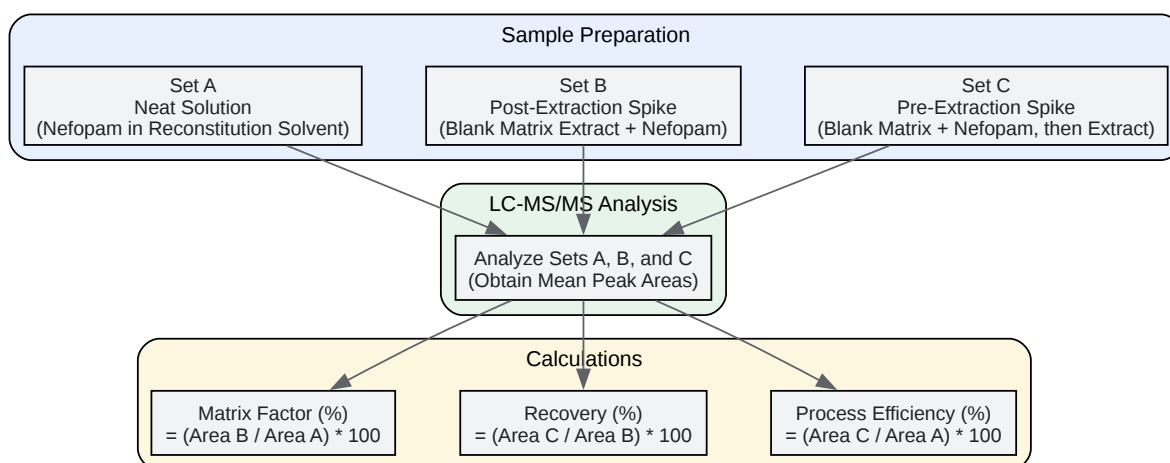 Sample Preparation
Set A
Neat Solution
(Nefopam in Reconstitution Solvent)
Set B
Post-Extraction Spike
(Blank Matrix Extract + Nefopam)
Set C
Pre-Extraction Spike
(Blank Matrix + Nefopam, then Extract)
LC-MS/MS Analysis
Analyze Sets A, B, and C
(Obtain Mean Peak Areas)
Calculations
Matrix Factor (%)
= (Area B / Area A) * 100
Recovery (%)
= (Area C / Area B) * 100
Process Efficiency (%)
= (Area C / Area A) * 100